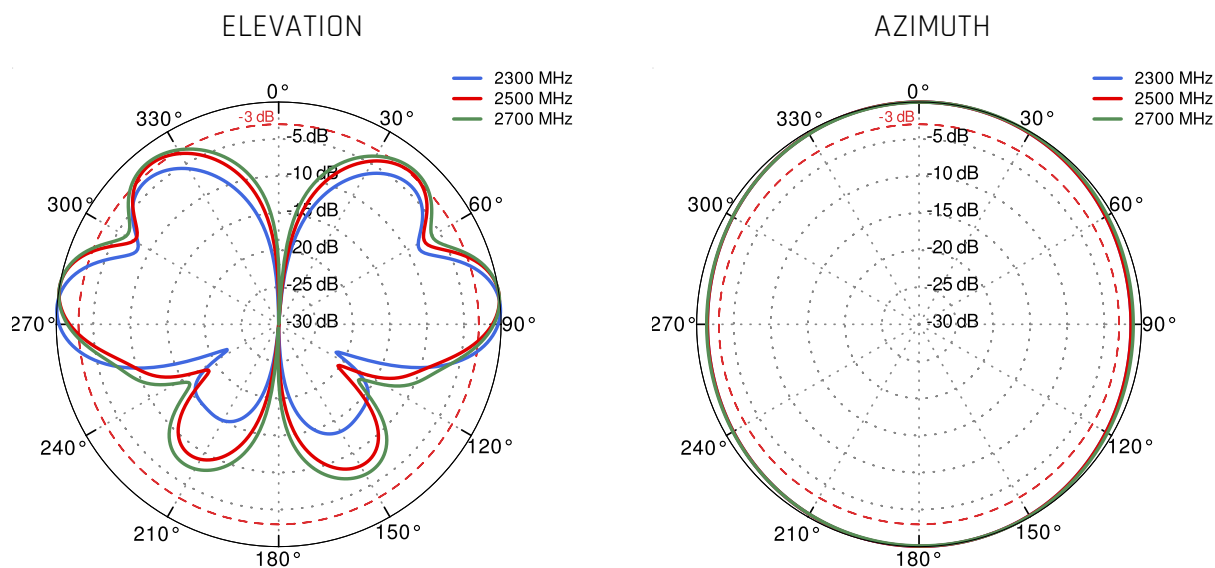 ELEVATION
2300 MHz
2500 MHz
2700 MHz
0°
-3 dB
330°
30°
-5 dB
-10 dB
300°
-15 dB
60°
-20 dB
-25 dB
270°
-30 dB
90°
240°
120°
210°
150°
180°
AZIMUTH
2300 MHz
2500 MHz
2700 MHz
0°
-3 dB
330°
30°
-5 dB
-10 dB
300°
-15 dB
60°
-20 dB
-25 dB
270°
-30 dB
90°
240°
120°
210°
150°
180°